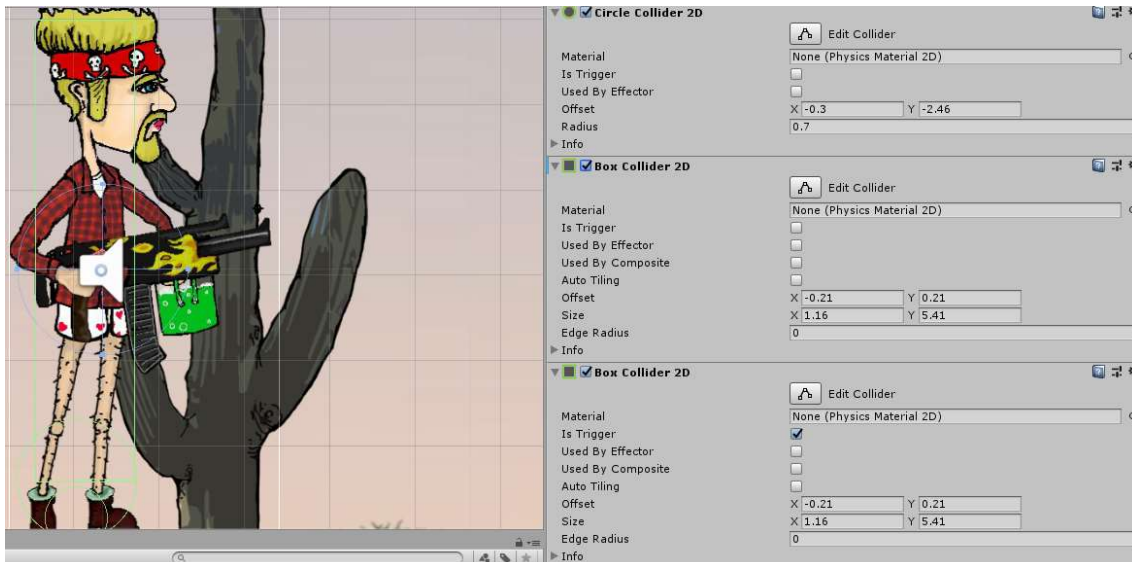 Circle Collider 2D
Edit Collider
Material None (Physics Material 2D)
Is Trigger
Used By Effector
Offset X -0.3 Y -2.46
Radius 0.7
Info
Box Collider 2D
Edit Collider
Material None (Physics Material 2D)
Is Trigger
Used By Effector
Used By Composite
Auto Tiling
Offset X -0.21 Y 0.21
Size X 1.16 Y 5.41
Edge Radius 0
Info
Box Collider 2D
Edit Collider
Material None (Physics Material 2D)
Is Trigger
Used By Effector
Used By Composite
Auto Tiling
Offset X -0.21 Y 0.21
Size X 1.16 Y 5.41
Edge Radius 0
Info